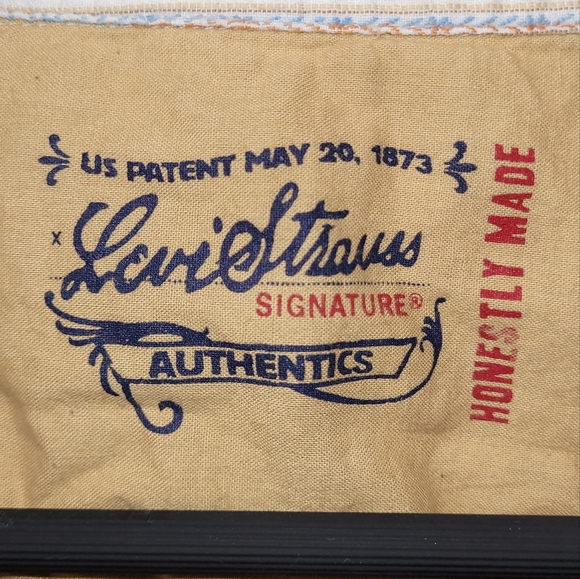 US PATENT MAY 20, 1873
x Levi Strauss
SIGNATURE®
AUTHENTICS
HONESTLY MADE